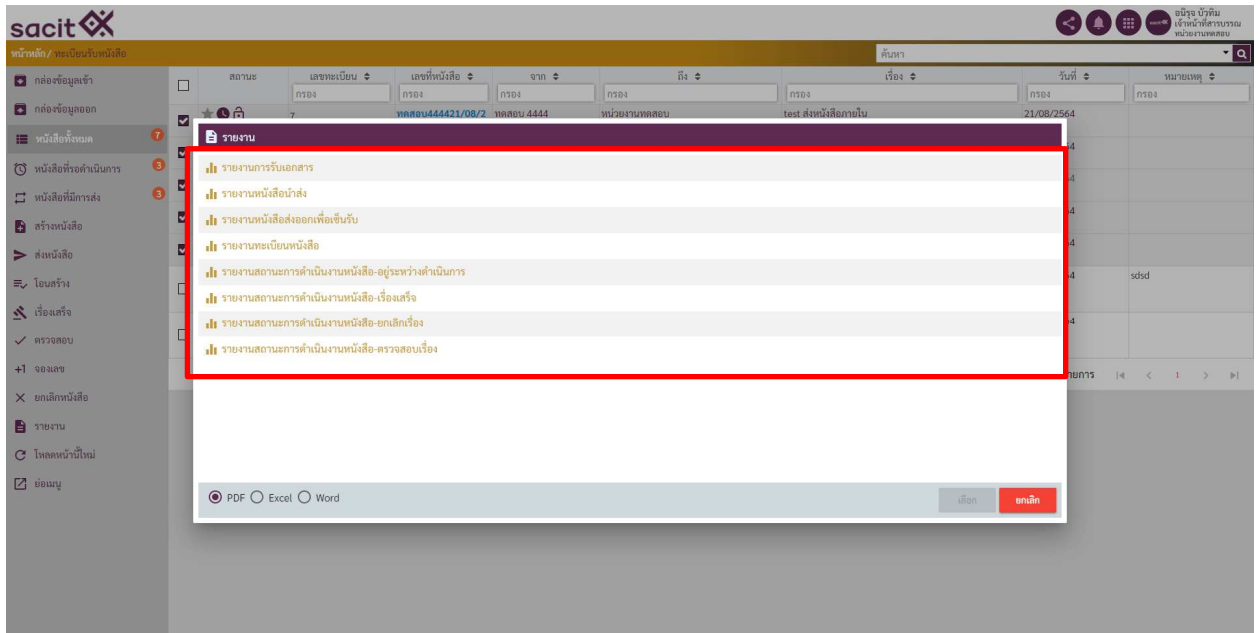 sacit
อนิรุจ บัวทิม
เจ้าหน้าที่สารบรรณ
หน่วยงานทดสอบ
หน้าหลัก / ทะเบียนรับหนังสือ
ค้นหา
กล่องข้อมูลเข้า
กล่องข้อมูลออก
หนังสือทั้งหมด 7
หนังสือที่รอดำเนินการ 3
หนังสือที่มีการส่ง 3
สร้างหนังสือ
ส่งหนังสือ
โอนสร้าง
เรื่องเสร็จ
ตรวจสอบ
+1 จองเลข
ยกเลิกหนังสือ
รายงาน
โหลดหน้านี้ใหม่
ย่อเมนู
สถานะ เลขทะเบียน เลขที่หนังสือ จาก ถึง เรื่อง วันที่ หมายเหตุ
กรอง กรอง กรอง กรอง กรอง กรอง กรอง
7 ทดสอบ444421/08/2 ทดสอบ 4444 หน่วยงานทดสอบ test ส่งหนังสือภายใน 21/08/2564
รายงาน
รายงานการรับเอกสาร
รายงานหนังสือนำส่ง
รายงานหนังสือส่งออกเพื่อเซ็นรับ
รายงานทะเบียนหนังสือ
รายงานสถานะการดำเนินงานหนังสือ-อยู่ระหว่างดำเนินการ
รายงานสถานะการดำเนินงานหนังสือ-เรื่องเสร็จ
รายงานสถานะการดำเนินงานหนังสือ-ยกเลิกเรื่อง
รายงานสถานะการดำเนินงานหนังสือ-ตรวจสอบเรื่อง
sdsd
1
PDF Excel Word
เลือก ยกเลิก